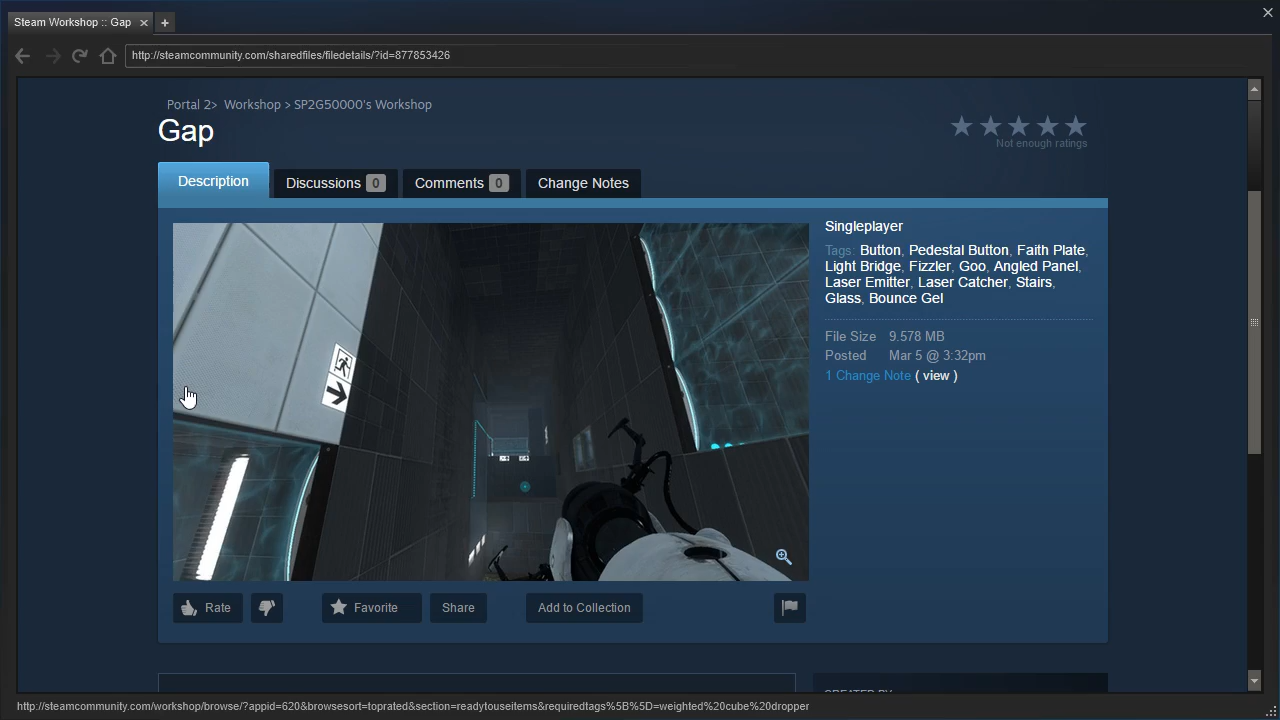 Steam Workshop :: Gap
http://steamcommunity.com/sharedfiles/filedetails/?id=877853426
Portal 2> Workshop > SP2G50000's Workshop
Gap
Not enough ratings
Description
Discussions 0
Comments 0
Change Notes
Singleplayer
Tags: Button, Pedestal Button, Faith Plate,
Light Bridge, Fizzler, Goo, Angled Panel,
Laser Emitter, Laser Catcher, Stairs,
Glass, Bounce Gel
File Size 9.578 MB
Posted Mar 5 @ 3:32pm
1 Change Note ( view )
Rate
Favorite
Share
Add to Collection
CREATED BY
http://steamcommunity.com/workshop/browse/?appid=620&browsesort=toprated&section=readytouseitems&requiredtags%5B%5D=weighted%20cube%20dropper